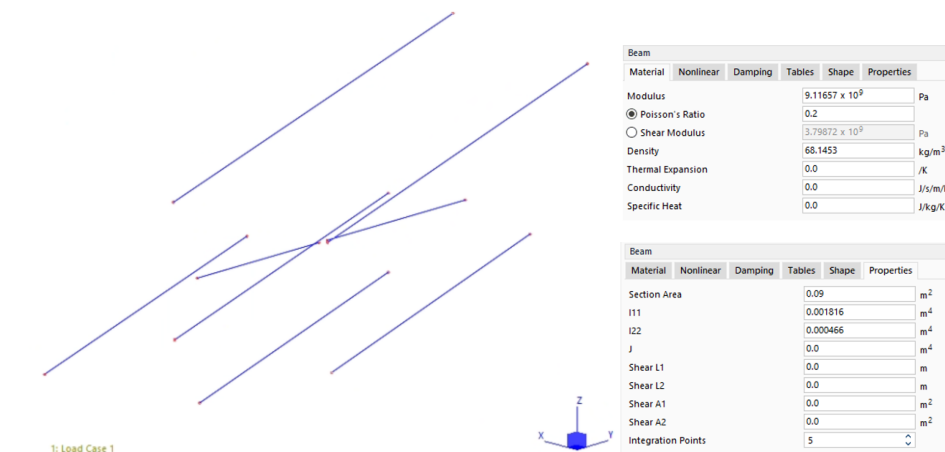 Beam
Material Nonlinear Damping Tables Shape Properties
Modulus 9.11657 x 10⁹ Pa
Poisson's Ratio 0.2
Shear Modulus 3.79872 x 10⁹ Pa
Density 68.1453 kg/m³
Thermal Expansion 0.0 /K
Conductivity 0.0 J/s/m/
Specific Heat 0.0 J/kg/K
Beam
Material Nonlinear Damping Tables Shape Properties
Section Area 0.09 m²
I11 0.001816 m⁴
I22 0.000466 m⁴
J 0.0 m⁴
Shear L1 0.0 m
Shear L2 0.0 m
Shear A1 0.0 m²
Shear A2 0.0 m²
Integration Points 5
Z
X Y
1: Load Case 1